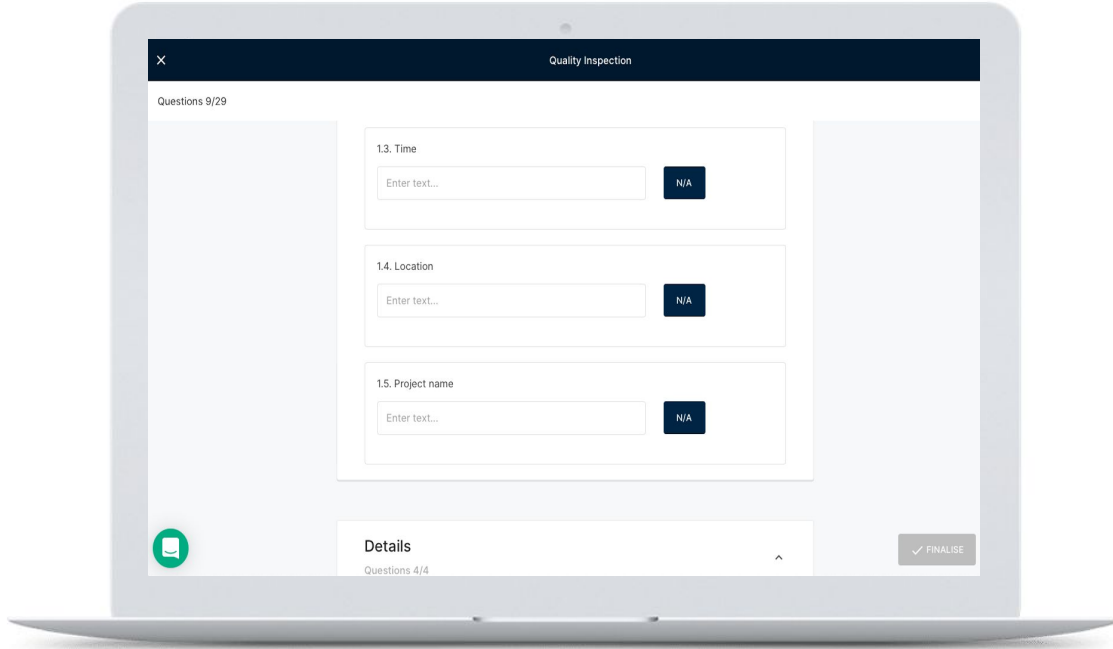 Quality Inspection
Questions 9/29
1.3. Time
Enter text...
N/A
1.4. Location
Enter text...
N/A
1.5. Project name
Enter text...
N/A
Details
Questions 4/4
FINALISE